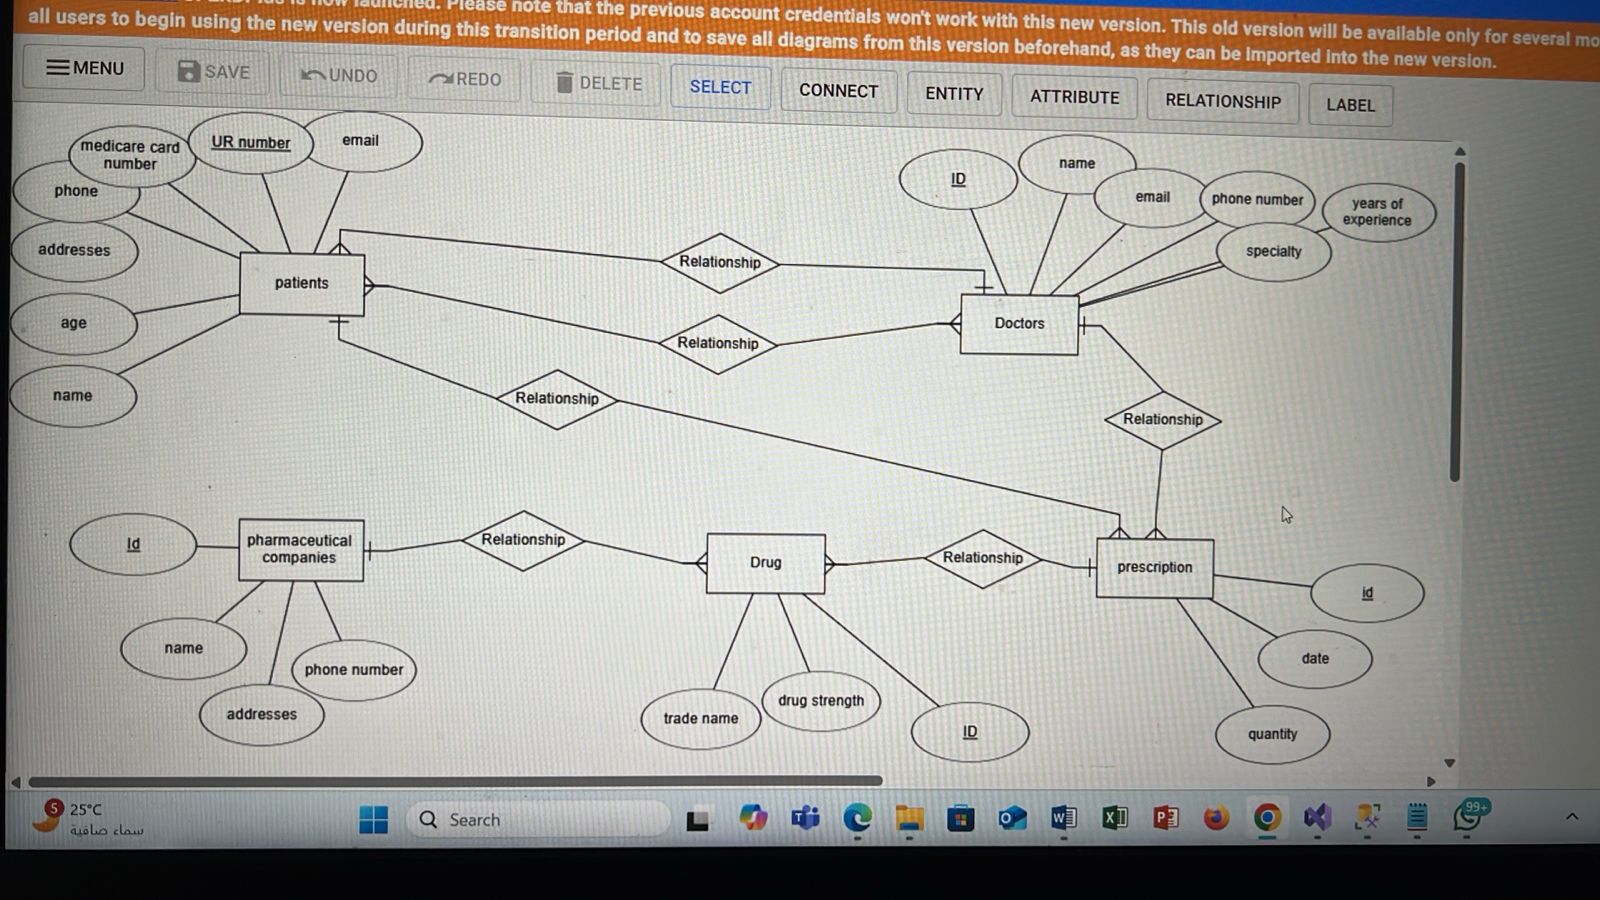 launched. Please note that the previous account credentials won't work with this new version. This old version will be available only for several
all users to begin using the new version during this transition period and to save all diagrams from this version beforehand, as they can be imported into the new version.
MENU
SAVE
UNDO
REDO
DELETE
SELECT
CONNECT
ENTITY
ATTRIBUTE
RELATIONSHIP
LABEL
medicare card
number
UR number
email
phone
addresses
age
name
patients
Relationship
Relationship
Relationship
ID
name
email
phone number
years of
experience
specialty
Doctors
Relationship
Id
pharmaceutical
companies
name
addresses
phone number
Relationship
Drug
trade name
drug strength
ID
Relationship
prescription
id
date
quantity
5
25°C
سماء صافية
Search
99+